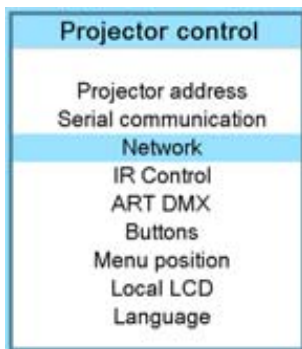 Projector control
Projector address
Serial communication
Network
IR Control
ART DMX
Buttons
Menu position
Local LCD
Language